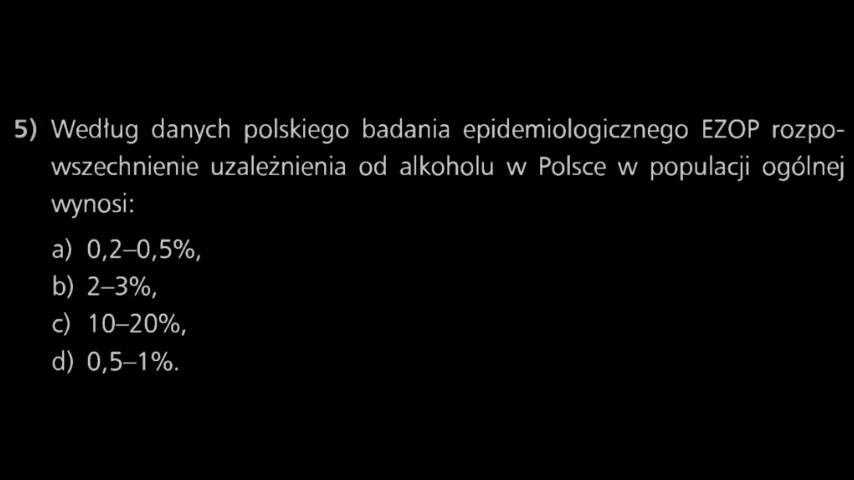 5) Według danych polskiego badania epidemiologicznego EZOP rozpo-
wszechnienie uzależnienia od alkoholu w Polsce w populacji ogólnej
wynosi:
a) 0,2–0,5%,
b) 2–3%,
c) 10–20%,
d) 0,5–1%.